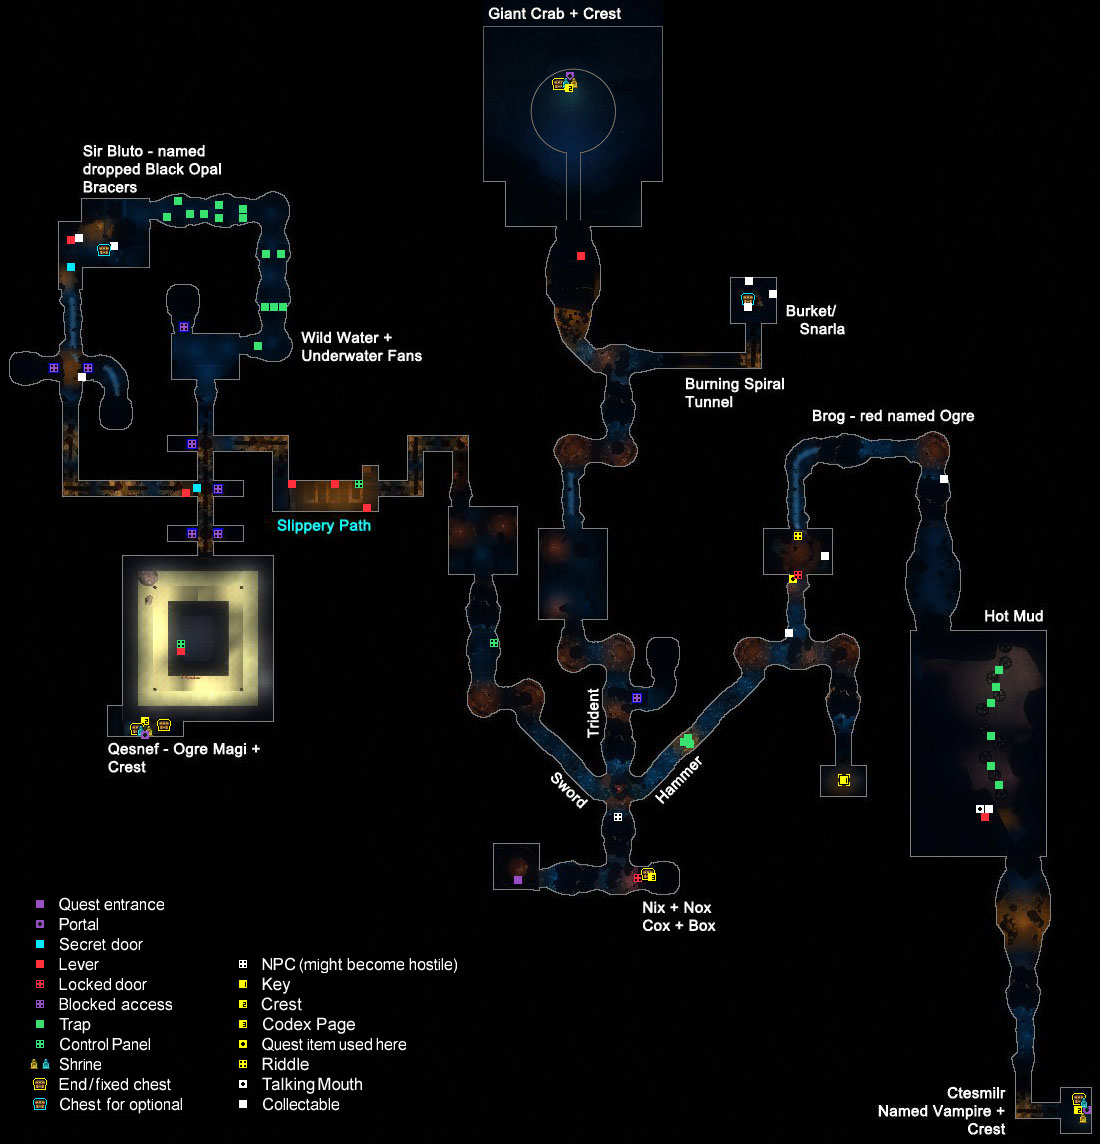 Giant Crab + Crest
Sir Bluto - named
dropped Black Opal
Bracers
Wild Water +
Underwater Fans
Burket/
Snarla
Burning Spiral
Tunnel
Brog - red named Ogre
Slippery Path
Hot Mud
Qesnef - Ogre Magi +
Crest
Trident
Sword
Hammer
Nix + Nox
Cox + Box
Ctesmilr
Named Vampire +
Crest
Quest entrance
Portal
Secret door
Lever
Locked door
Blocked access
Trap
Control Panel
Shrine
End/fixed chest
Chest for optional
NPC (might become hostile)
Key
Crest
Codex Page
Quest item used here
Riddle
Talking Mouth
Collectable